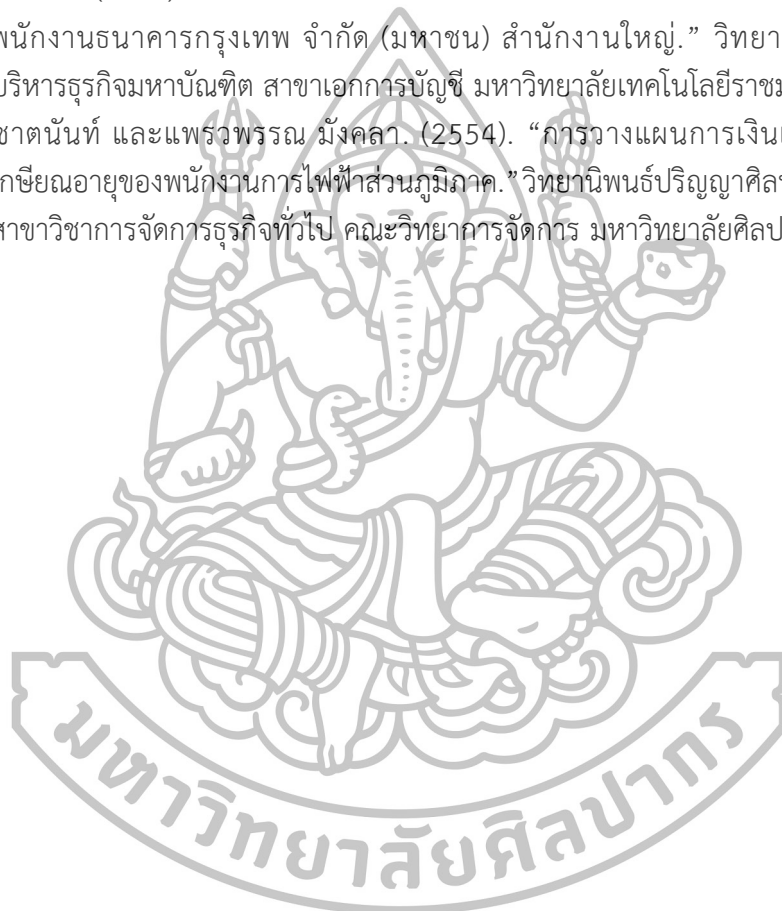 พนักงานธนาคารกรุงเทพ จำกัด (มหาชน) สำนักงานใหญ่.” วิทยา
บริหารธุรกิจมหาบัณฑิต สาขาเอกการบัญชี มหาวิทยาลัยเทคโนโลยีราชม
ชาตนันท์ และแพรวพรรณ มังคลา. (2554). “การวางแผนการเงินเ
กษียณอายุของพนักงานการไฟฟ้าส่วนภูมิภาค.”วิทยานิพนธ์ปริญญาศิลป
สาขาวิชาการจัดการธุรกิจทั่วไป คณะวิทยาการจัดการ มหาวิทยาลัยศิลป
มหาวิทยาลัยศิลปากร